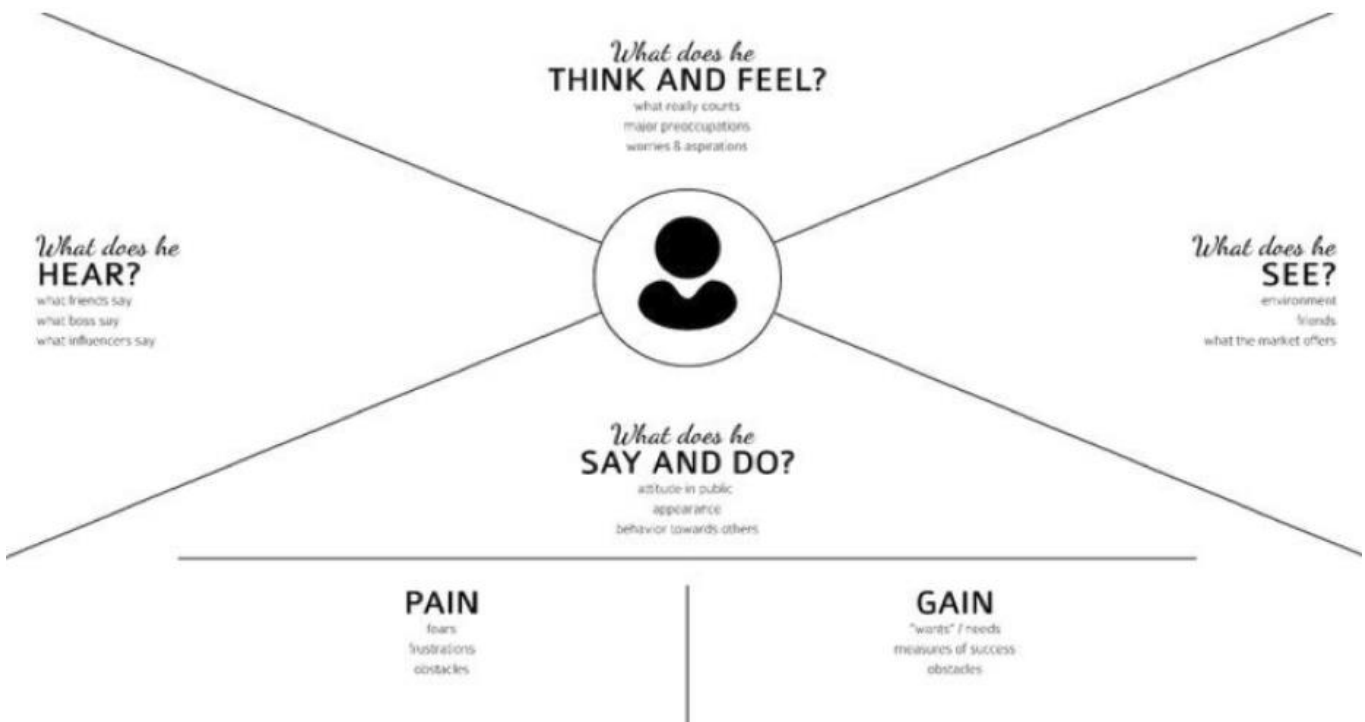 What does he
THINK AND FEEL?
what really counts
major preoccupations
worries & aspirations
What does he
HEAR?
what friends say
what boss say
what influencers say
What does he
SEE?
environment
friends
what the market offers
What does he
SAY AND DO?
attitude in public
appearance
behavior towards others
PAIN
fears
frustrations
obstacles
GAIN
"wants" / needs
measures of success
obstacles